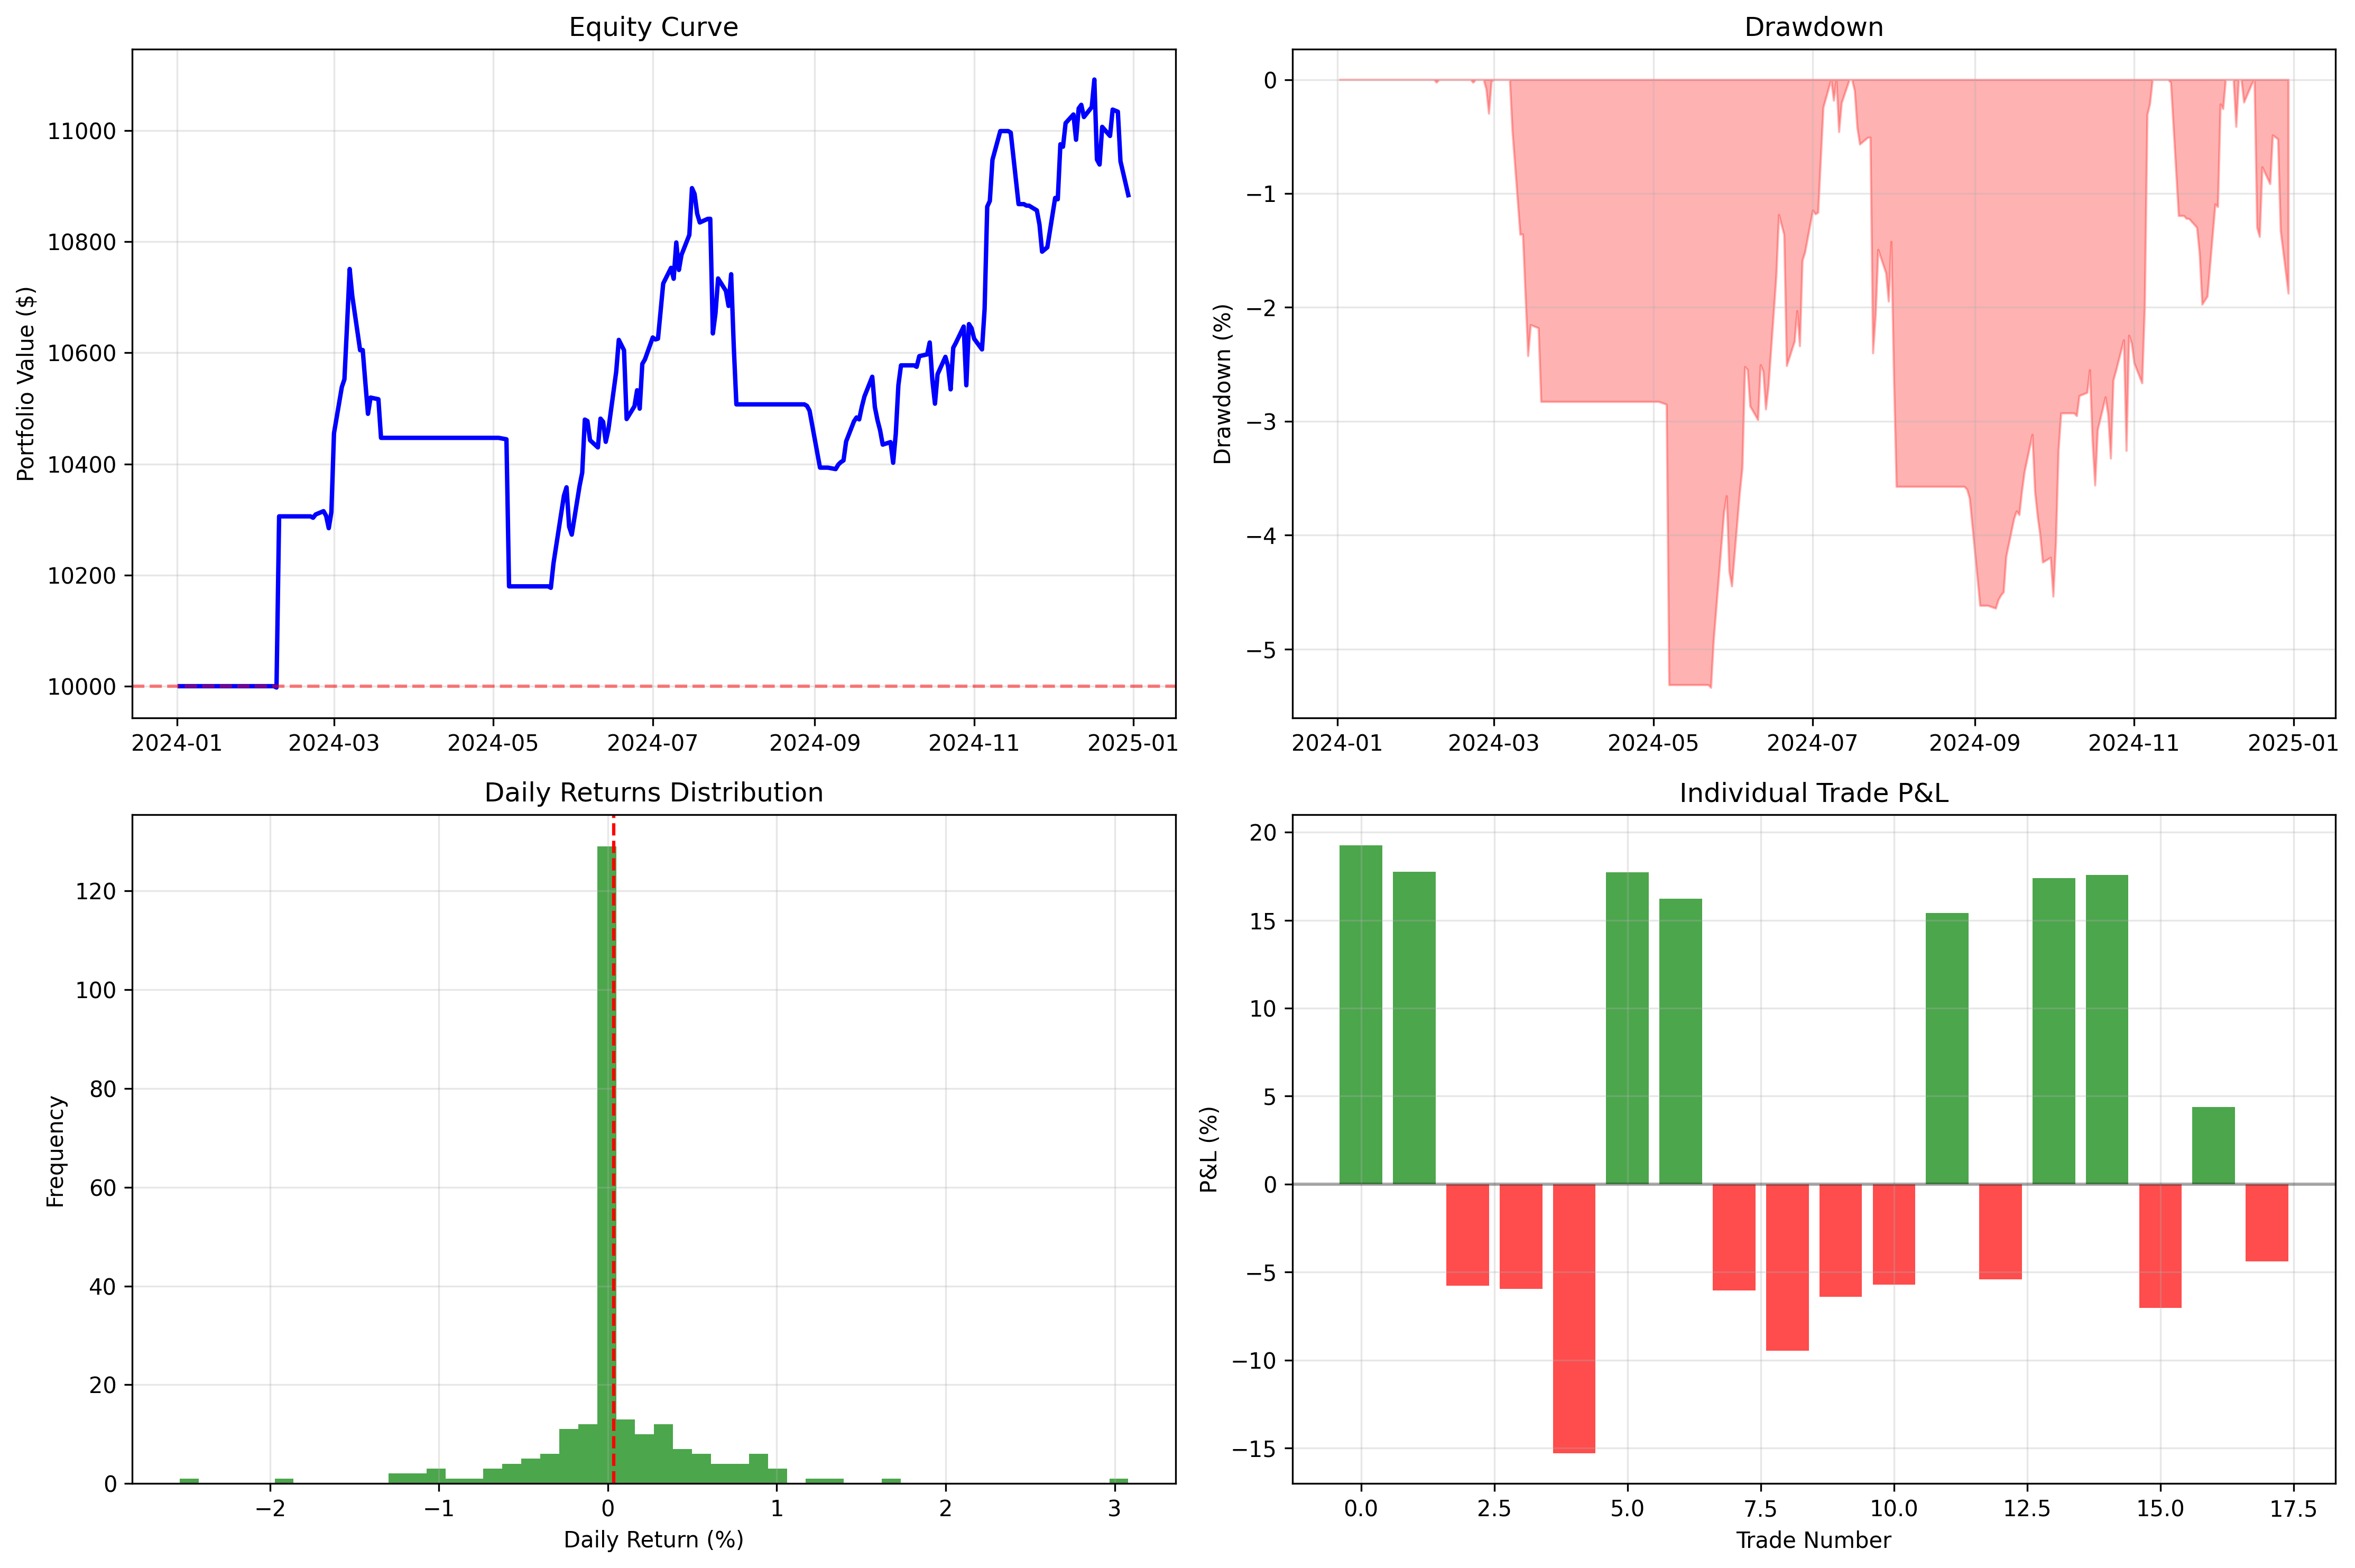 Equity Curve
Portfolio Value ($)
11000
10800
10600
10400
10200
10000
2024-01 2024-03 2024-05 2024-07 2024-09 2024-11 2025-01
Drawdown
Drawdown (%)
0
−1
−2
−3
−4
−5
2024-01 2024-03 2024-05 2024-07 2024-09 2024-11 2025-01
Daily Returns Distribution
Frequency
120
100
80
60
40
20
0
−2 −1 0 1 2 3
Daily Return (%)
Individual Trade P&L
P&L (%)
20
15
10
5
0
−5
−10
−15
0.0 2.5 5.0 7.5 10.0 12.5 15.0 17.5
Trade Number